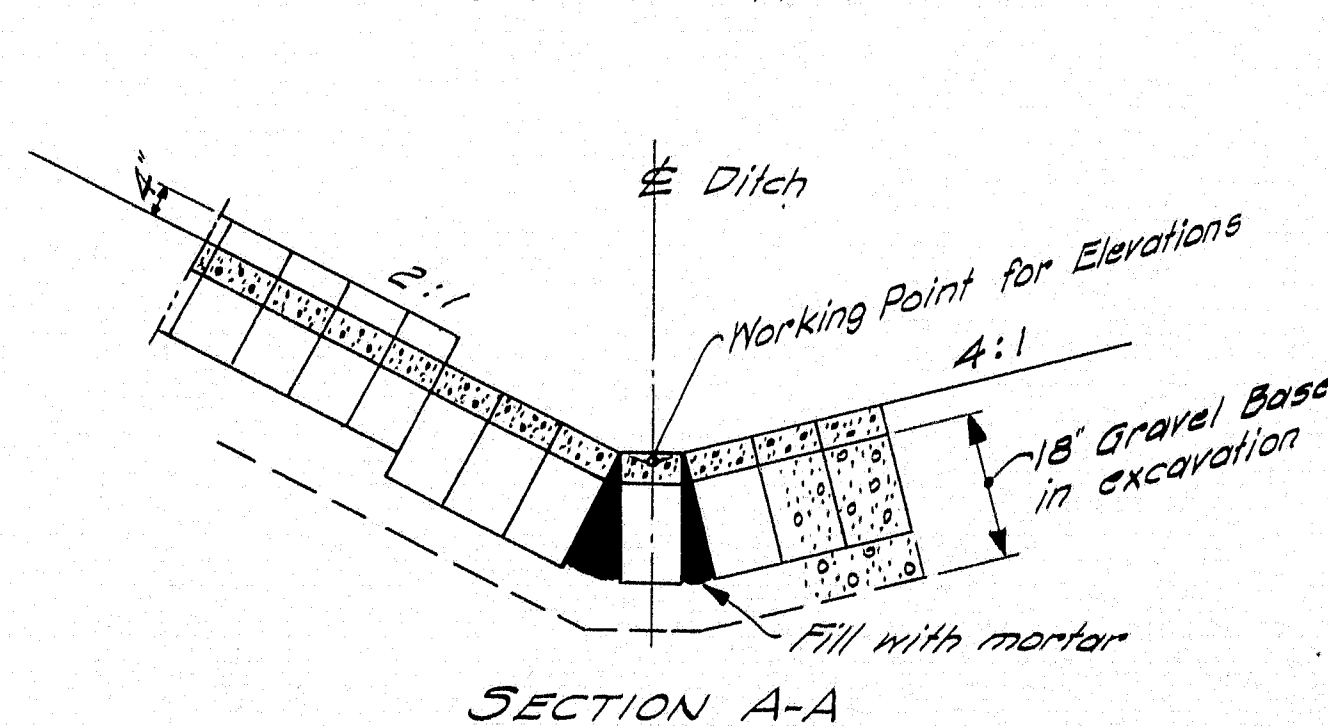 4"
℄ Ditch
2:1
Working Point for Elevations
4:1
18" Gravel Base
in excavation
Fill with mortar
SECTION A-A